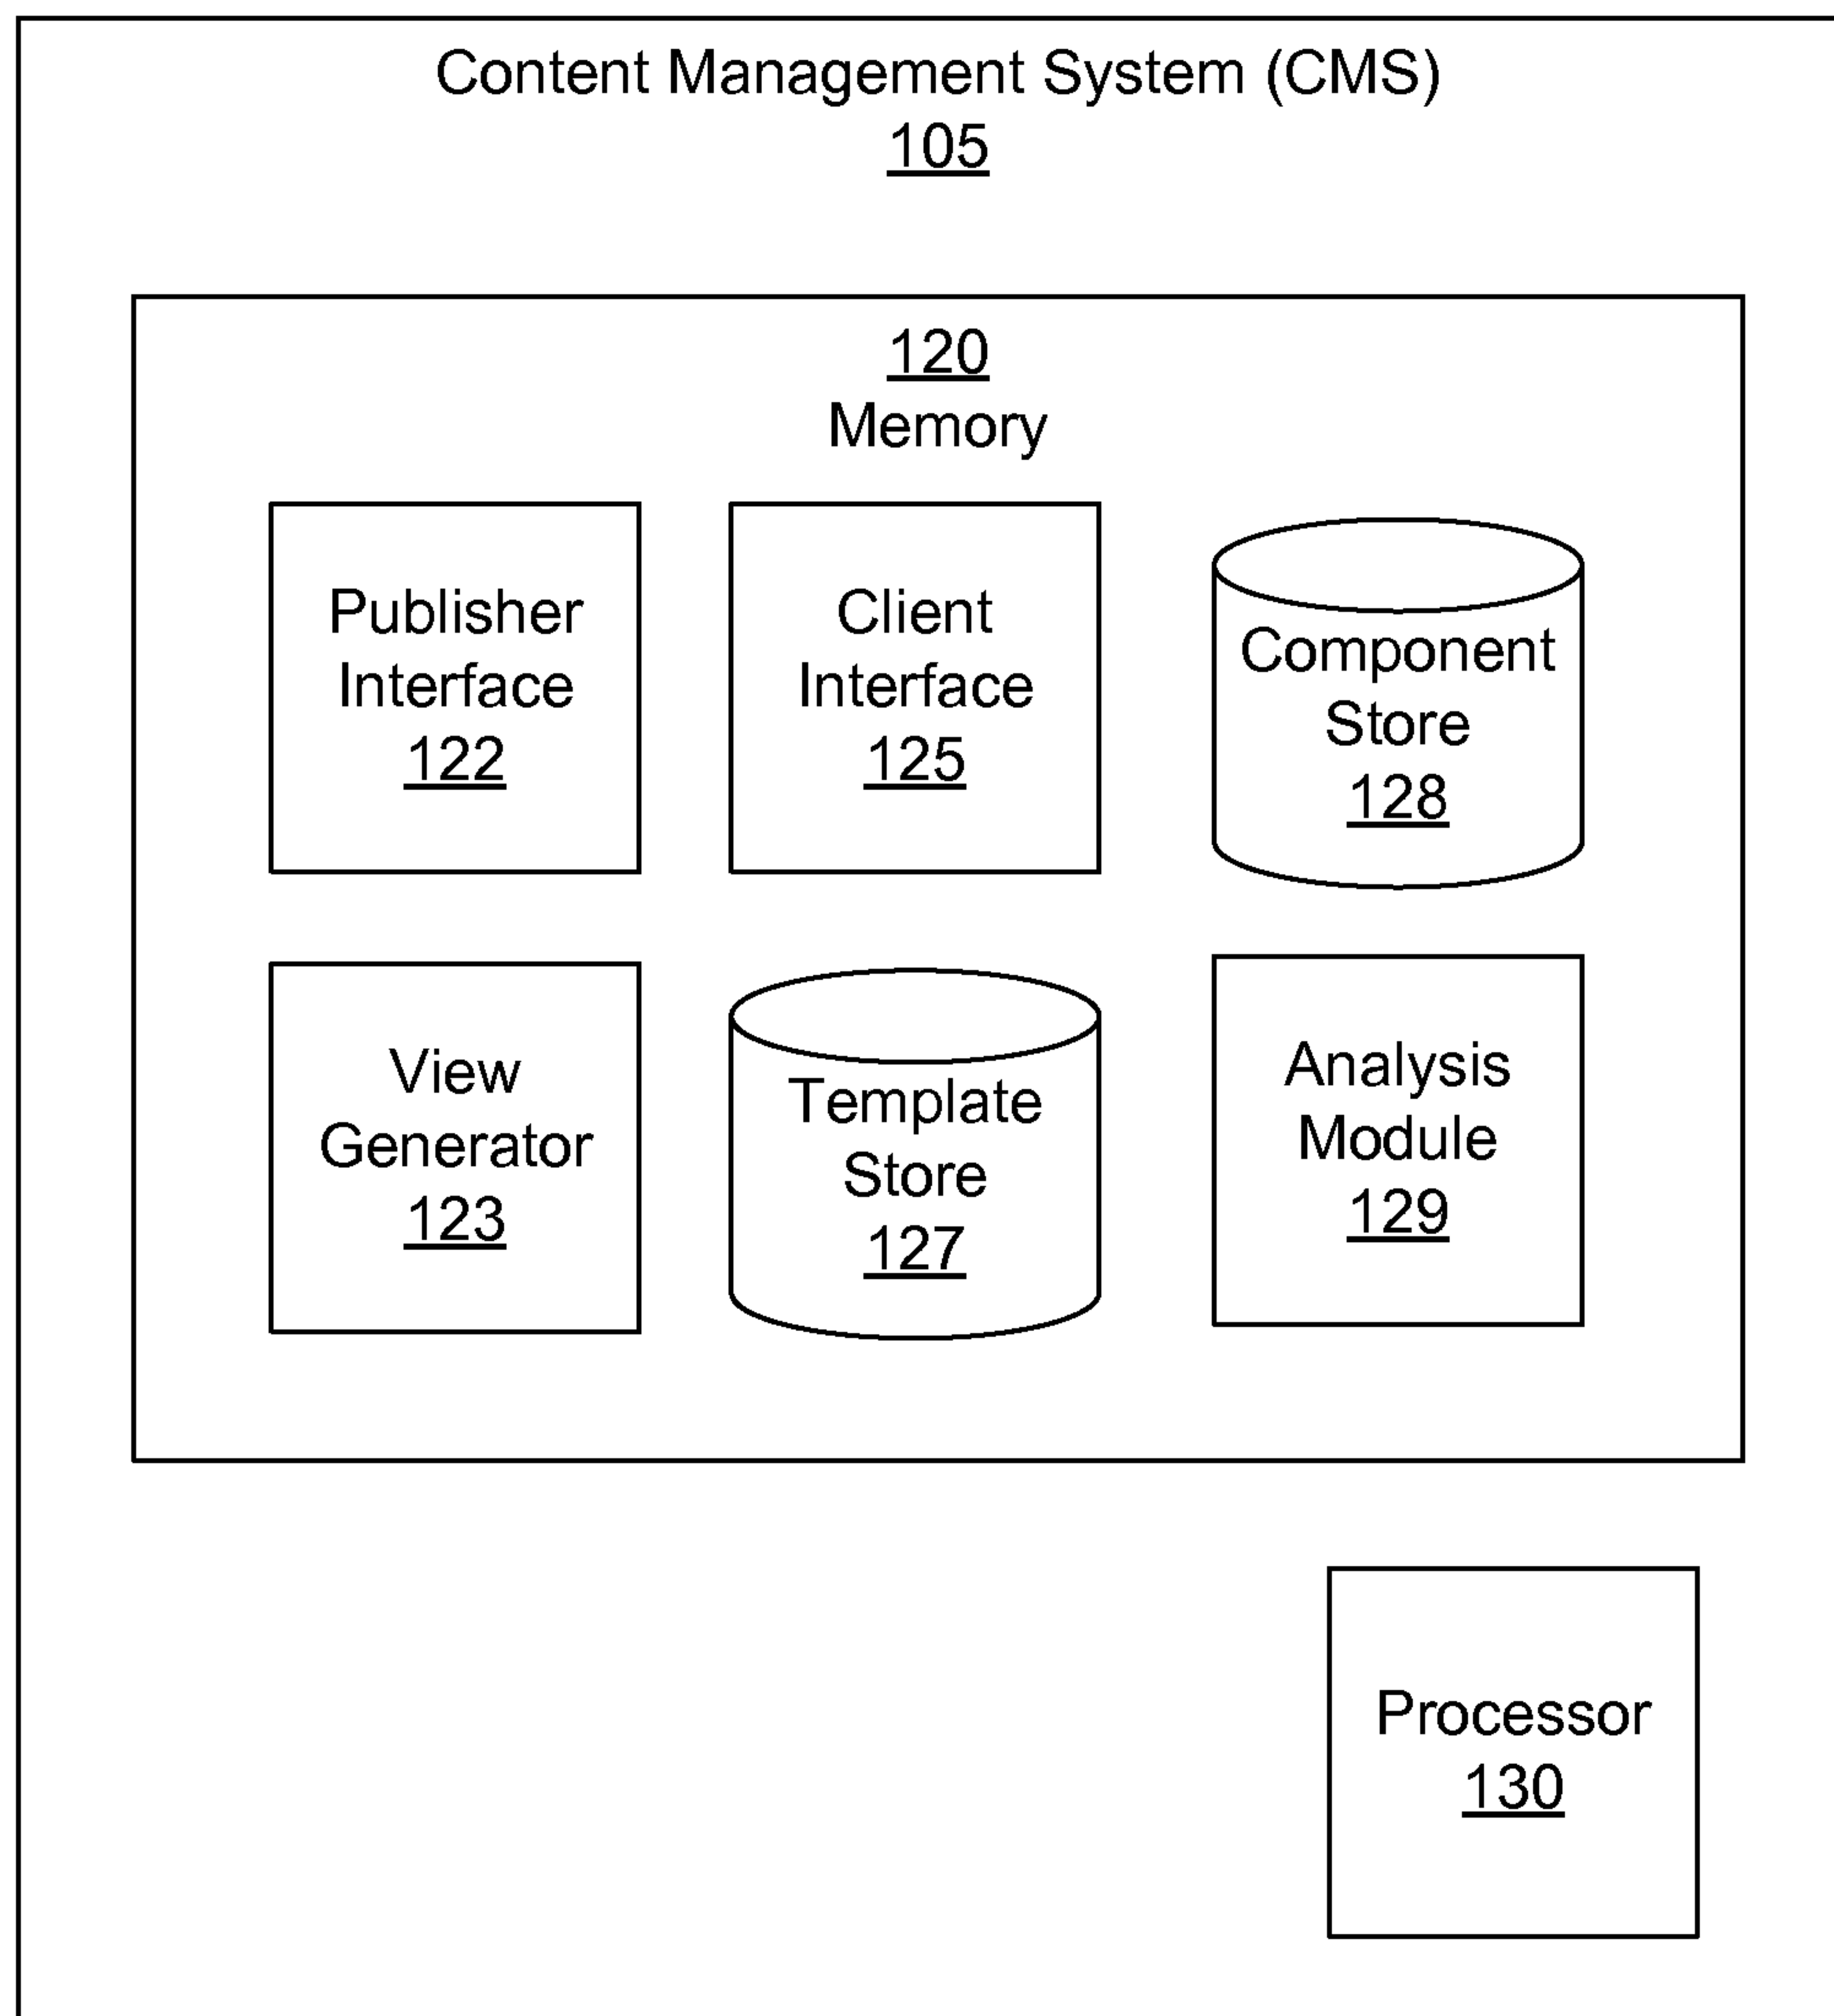 Content Management System (CMS)
105
120
Memory
Publisher
Interface
122
Client
Interface
125
Component
Store
128
View
Generator
123
Template
Store
127
Analysis
Module
129
Processor
130